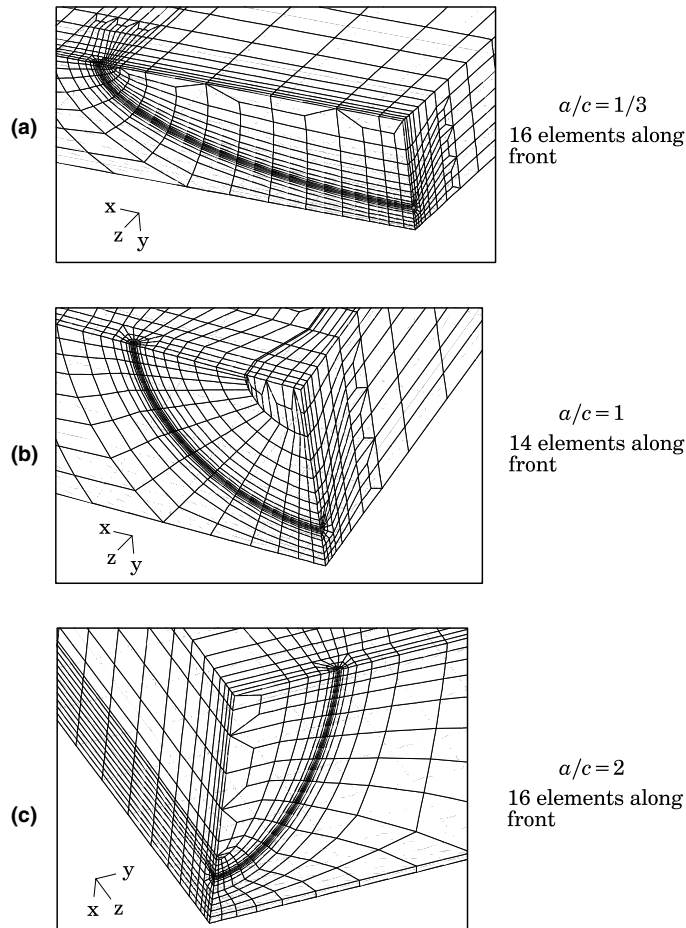 (a)
a/c = 1/3
16 elements along
front
x
z y
(b)
a/c = 1
14 elements along
front
x
z y
(c)
a/c = 2
16 elements along
front
y
x z